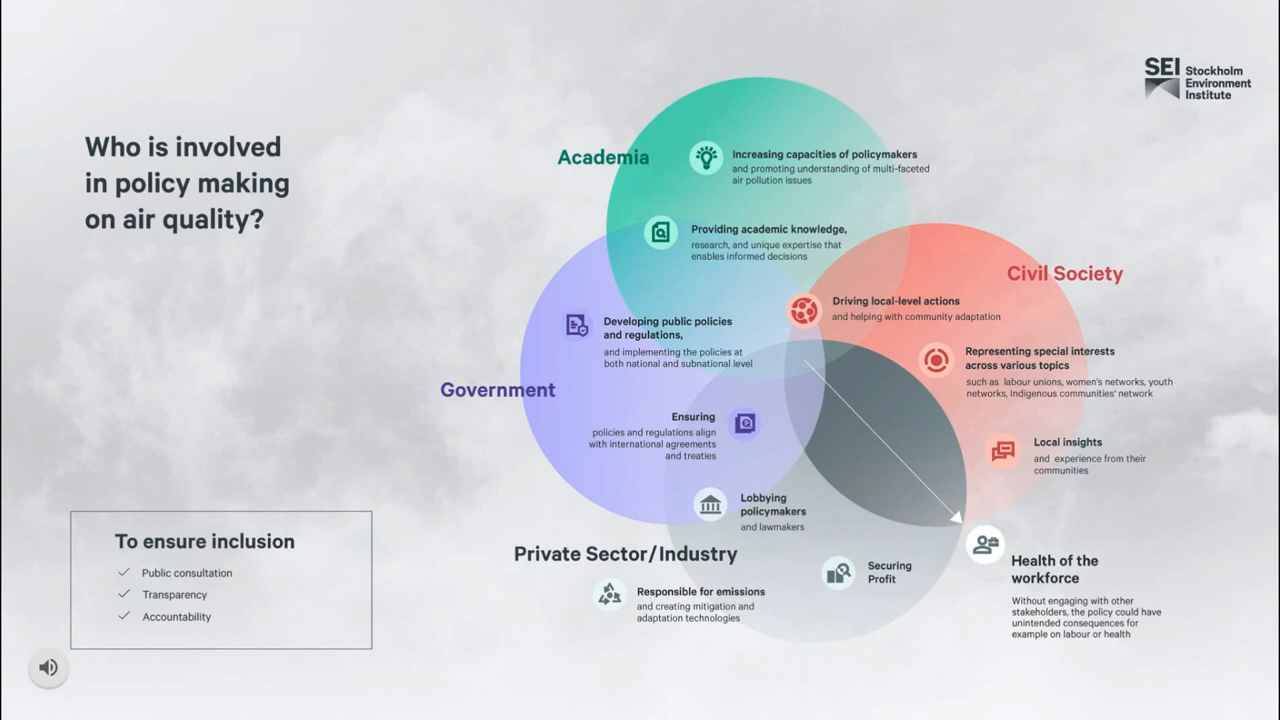 SEI Stockholm
Environment
Institute
Who is involved
in policy making
on air quality?
Academia
Increasing capacities of policymakers
and promoting understanding of multi-faceted
air pollution issues
Providing academic knowledge,
research, and unique expertise that
enables informed decisions
Civil Society
Driving local-level actions
and helping with community adaptation
Representing special interests
across various topics
such as labour unions, women's networks, youth
networks, Indigenous communities' network
Local insights
and experience from their
communities
Government
Developing public policies
and regulations,
and implementing the policies at
both national and subnational level
Ensuring
policies and regulations align
with international agreements
and treaties
Lobbying
policymakers
and lawmakers
Private Sector/Industry
Responsible for emissions
and creating mitigation and
adaptation technologies
Securing
Profit
Health of the
workforce
Without engaging with other
stakeholders, the policy could have
unintended consequences for
example on labour or health
To ensure inclusion
Public consultation
Transparency
Accountability